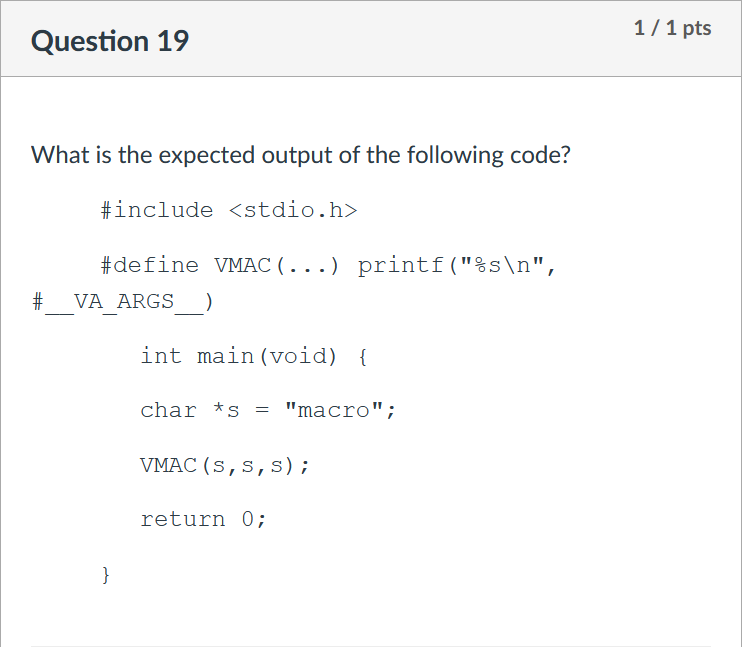 Question 19
1 / 1 pts
What is the expected output of the following code?
#include <stdio.h>
#define VMAC(...) printf("%s\n",
#__VA_ARGS__)
int main(void) {
char *s = "macro";
VMAC(s,s,s);
return 0;
}